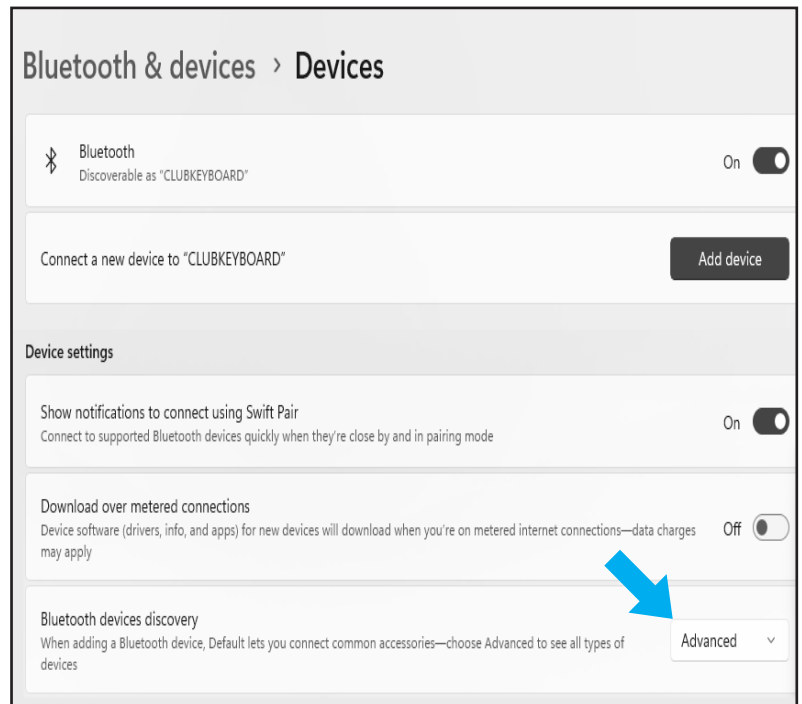 Bluetooth & devices > Devices
Bluetooth
Discoverable as "CLUBKEYBOARD"
On
Connect a new device to "CLUBKEYBOARD"
Add device
Device settings
Show notifications to connect using Swift Pair
Connect to supported Bluetooth devices quickly when they're close by and in pairing mode
On
Download over metered connections
Device software (drivers, info, and apps) for new devices will download when you're on metered internet connections—data charges
may apply
Off
Bluetooth devices discovery
When adding a Bluetooth device, Default lets you connect common accessories—choose Advanced to see all types of
devices
Advanced